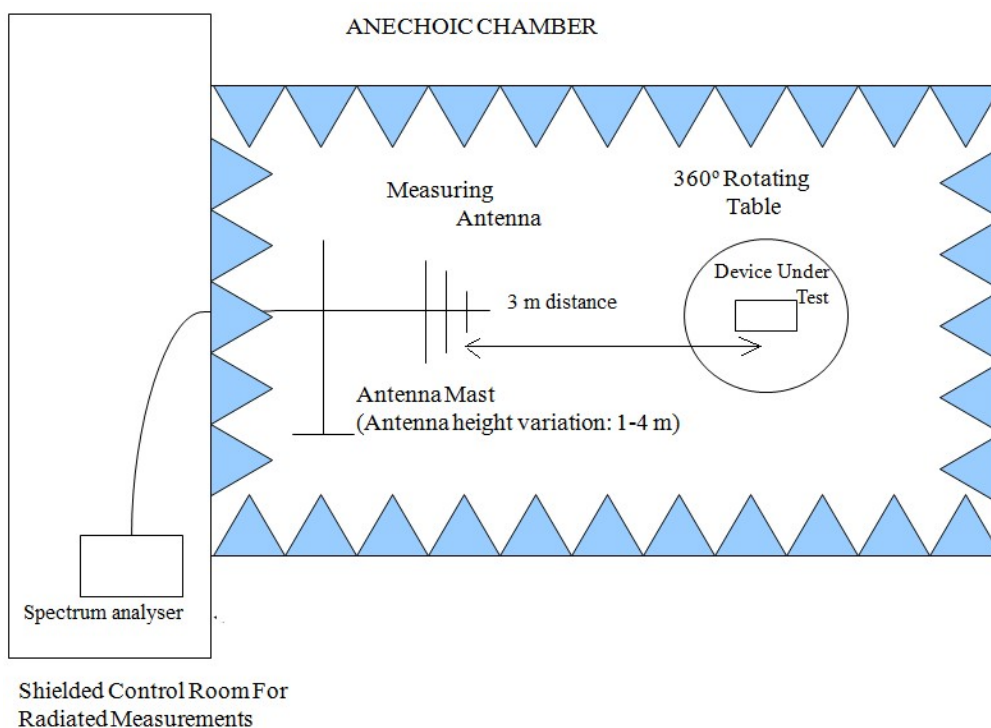 ANECHOIC CHAMBER
Measuring
Antenna
360º Rotating
Table
Device Under
Test
3 m distance
Antenna Mast
(Antenna height variation: 1-4 m)
Spectrum analyser
Shielded Control Room For
Radiated Measurements